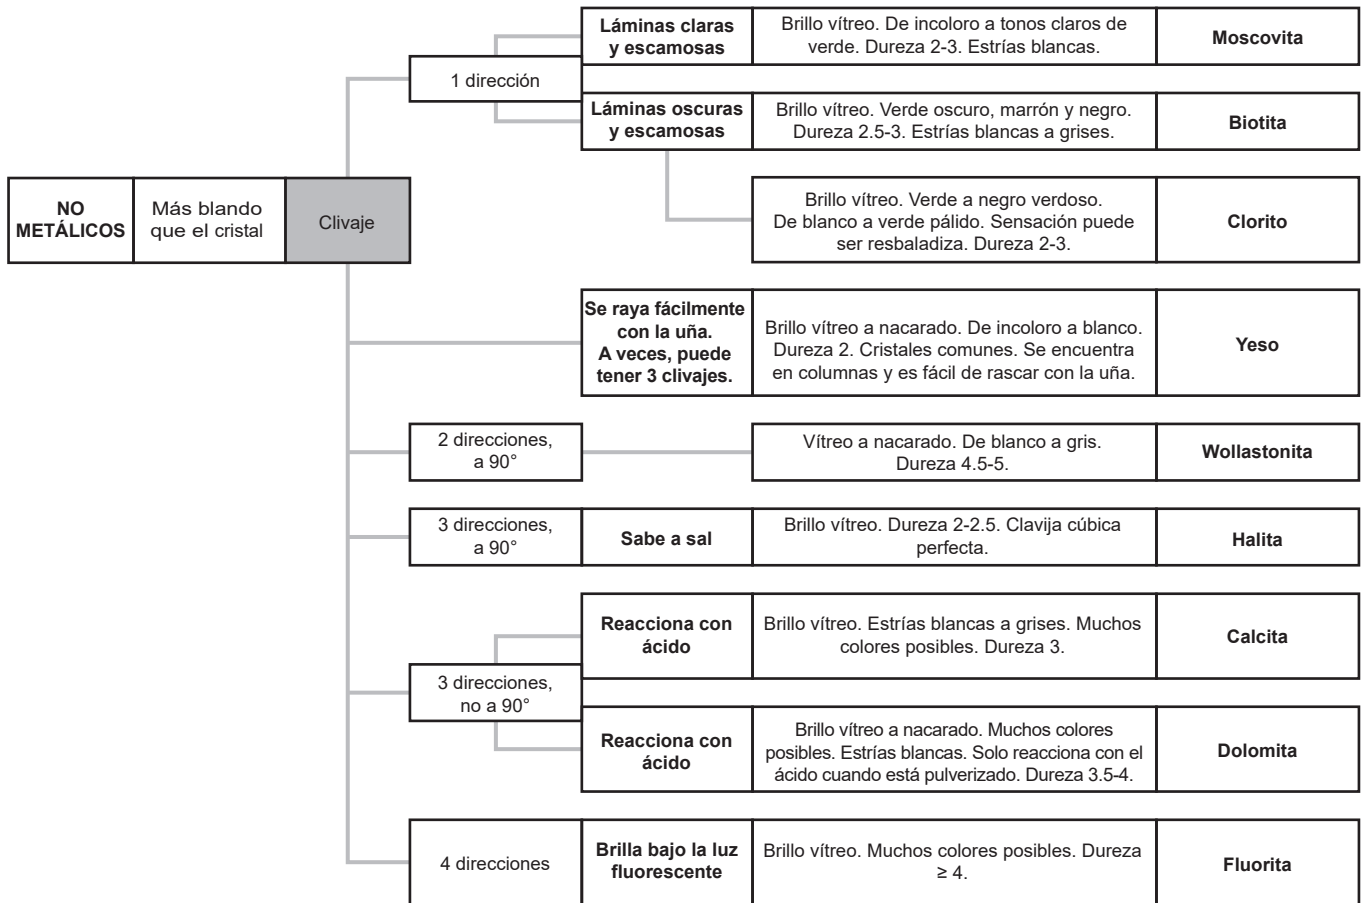 Láminas claras
y escamosas
Brillo vítreo. De incoloro a tonos claros de
verde. Dureza 2-3. Estrías blancas.
Moscovita
1 dirección
Láminas oscuras
y escamosas
Brillo vítreo. Verde oscuro, marrón y negro.
Dureza 2.5-3. Estrías blancas a grises.
Biotita
NO
METÁLICOS
Más blando
que el cristal
Clivaje
Brillo vítreo. Verde a negro verdoso.
De blanco a verde pálido. Sensación puede
ser resbaladiza. Dureza 2-3.
Clorito
Se raya fácilmente
con la uña.
A veces, puede
tener 3 clivajes.
Brillo vítreo a nacarado. De incoloro a blanco.
Dureza 2. Cristales comunes. Se encuentra
en columnas y es fácil de rascar con la uña.
Yeso
2 direcciones,
a 90°
Vítreo a nacarado. De blanco a gris.
Dureza 4.5-5.
Wollastonita
3 direcciones,
a 90°
Sabe a sal
Brillo vítreo. Dureza 2-2.5. Clavija cúbica
perfecta.
Halita
Reacciona con
ácido
Brillo vítreo. Estrías blancas a grises. Muchos
colores posibles. Dureza 3.
Calcita
3 direcciones,
no a 90°
Reacciona con
ácido
Brillo vítreo a nacarado. Muchos colores
posibles. Estrías blancas. Solo reacciona con el
ácido cuando está pulverizado. Dureza 3.5-4.
Dolomita
4 direcciones
Brilla bajo la luz
fluorescente
Brillo vítreo. Muchos colores posibles. Dureza
≥ 4.
Fluorita